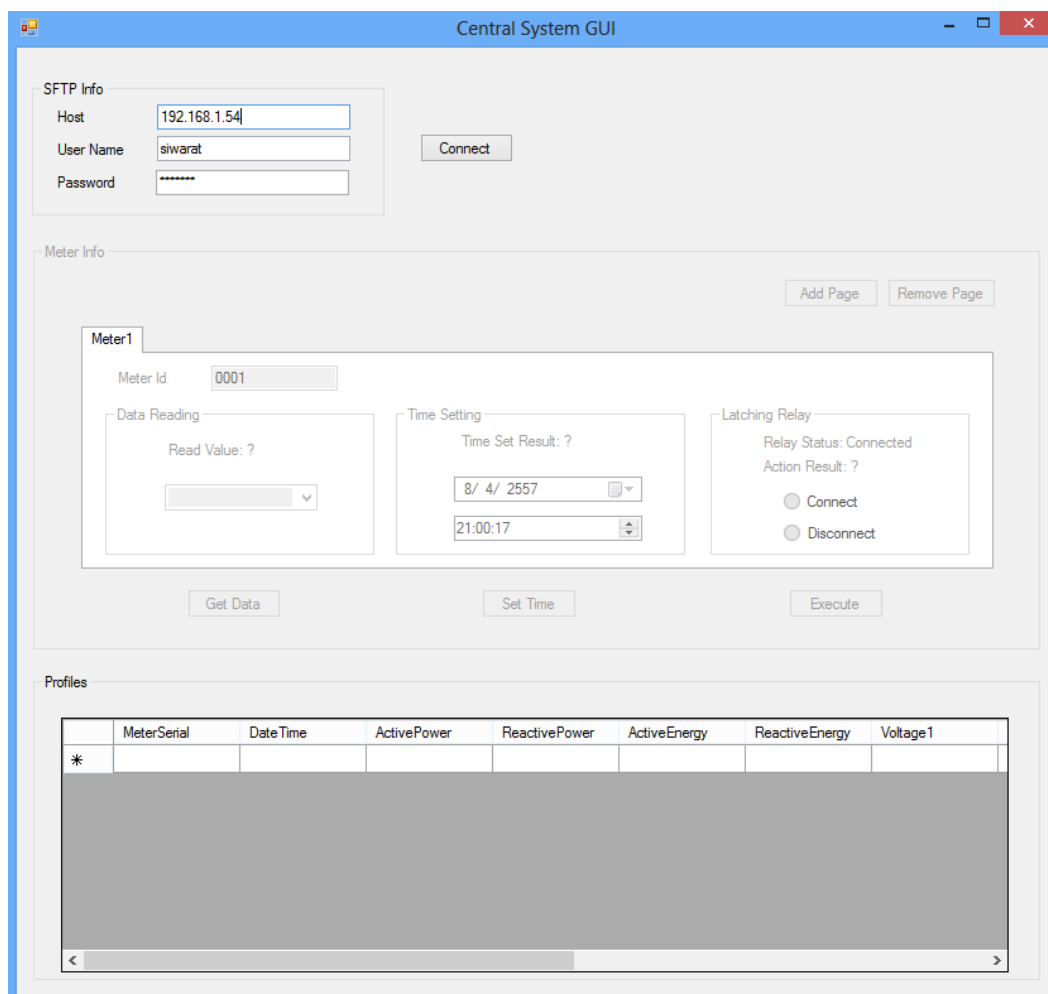 Central System GUI
SFTP Info
Host 192.168.1.54
User Name siwarat
Connect
Password *******
Meter Info
Add Page Remove Page
Meter1
Meter Id 0001
Data Reading Time Setting Latching Relay
Read Value: ? Time Set Result: ? Relay Status: Connected
Action Result: ?
8/ 4/ 2557
Connect
21:00:17
Disconnect
Get Data Set Time Execute
Profiles
MeterSerial DateTime ActivePower ReactivePower ActiveEnergy ReactiveEnergy Voltage1